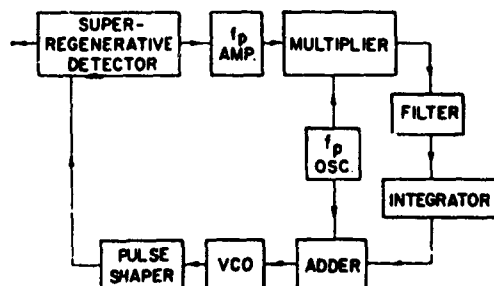 SUPER-
REGENERATIVE
DETECTOR
fp
AMP.
MULTIPLIER
FILTER
fp
OSC.
INTEGRATOR
PULSE
SHAPER
VCO
ADDER